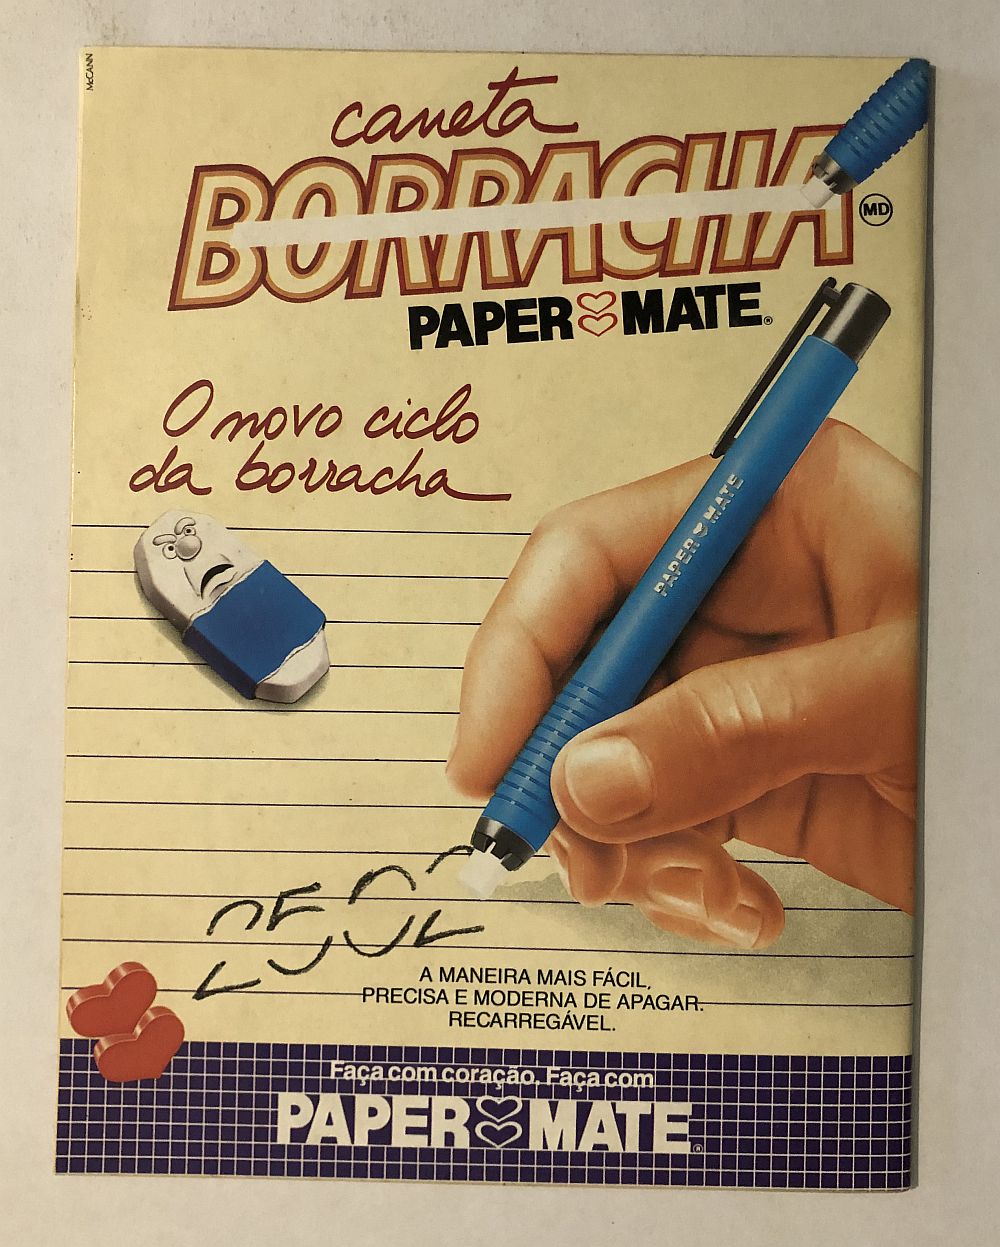 McCANN
caneta
BORRACHA
MD
PAPER MATE®
O novo ciclo
da borracha
PAPER MATE
A MANEIRA MAIS FÁCIL,
PRECISA E MODERNA DE APAGAR.
RECARREGÁVEL.
Faça com coração. Faça com
PAPER MATE®